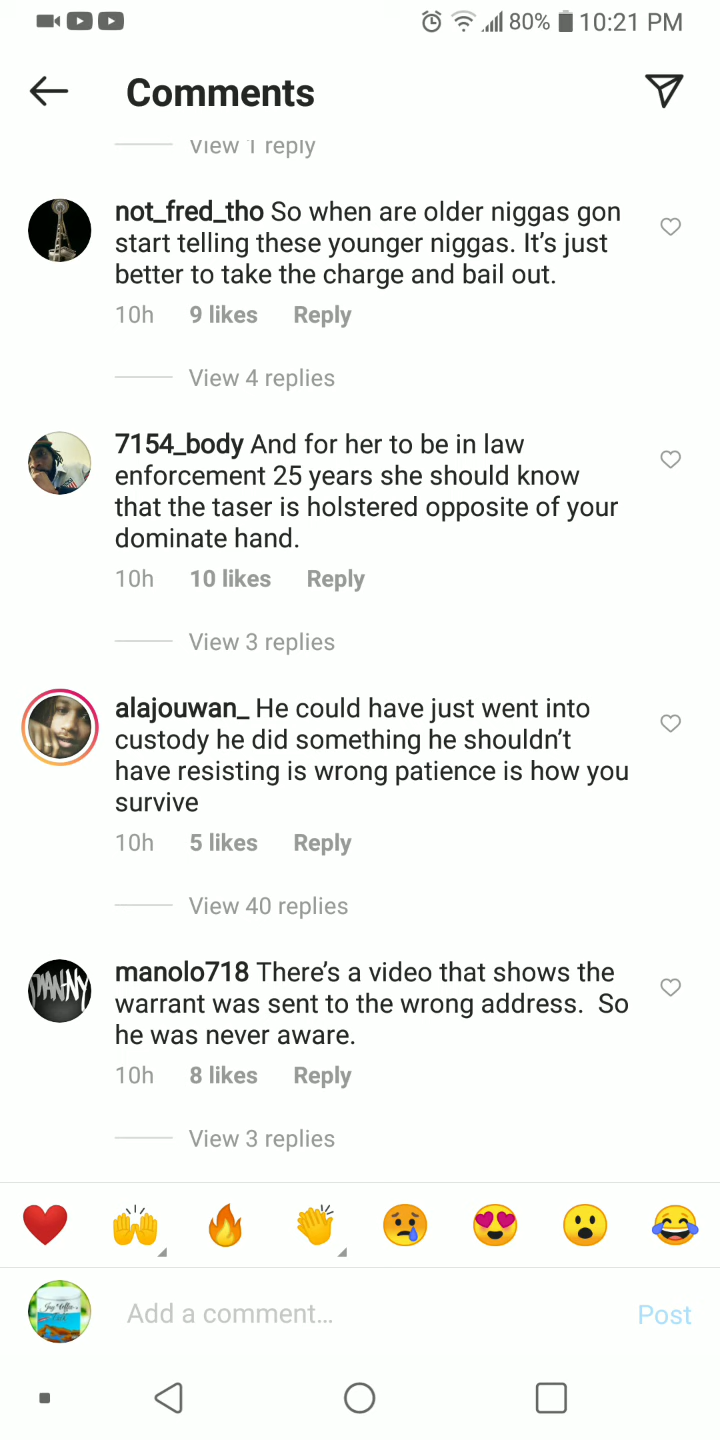 80% 10:21 PM
Comments
View 1 reply
not_fred_tho So when are older niggas gon
start telling these younger niggas. It's just
better to take the charge and bail out.
10h 9 likes Reply
View 4 replies
7154_body And for her to be in law
enforcement 25 years she should know
that the taser is holstered opposite of your
dominate hand.
10h 10 likes Reply
View 3 replies
alajouwan_ He could have just went into
custody he did something he shouldn't
have resisting is wrong patience is how you
survive
10h 5 likes Reply
View 40 replies
MANNY
manolo718 There's a video that shows the
warrant was sent to the wrong address.  So
he was never aware.
10h 8 likes Reply
View 3 replies
Add a comment...
Post